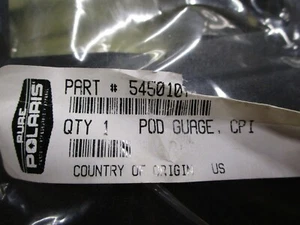 PURE
POLARIS
PART # 5450107
QTY 1 POD GUAGE, CPI
COUNTRY OF ORIGIN US